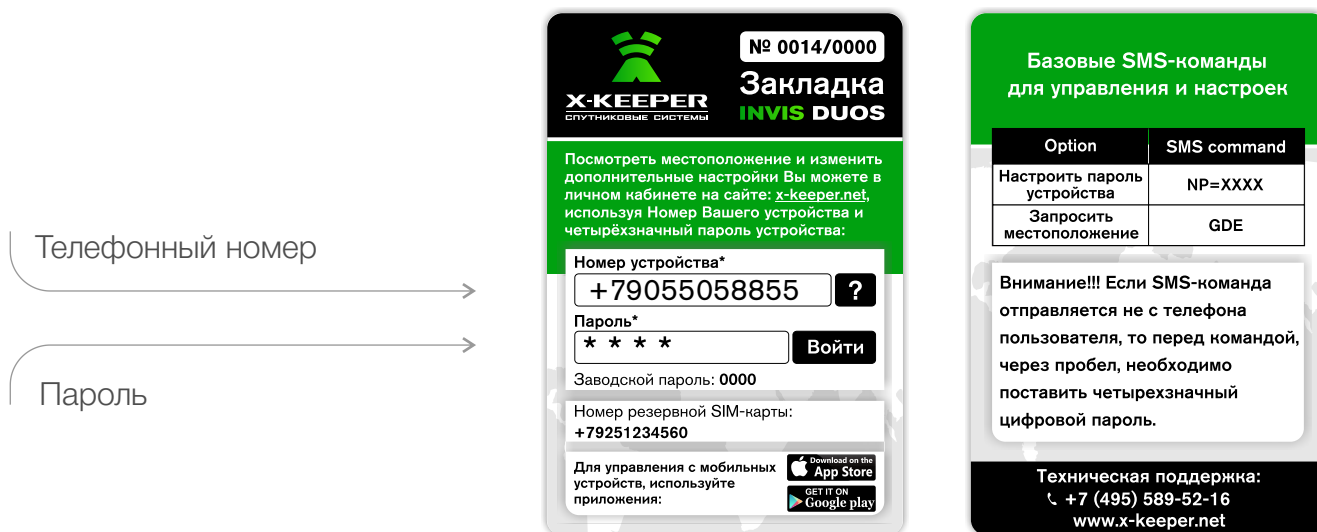 Телефонный номер
Пароль
X-KEEPER
СПУТНИКОВЫЕ СИСТЕМЫ
№ 0014/0000
Закладка
INVIS DUOS
Посмотреть местоположение и изменить
дополнительные настройки Вы можете в
личном кабинете на сайте: x-keeper.net,
используя Номер Вашего устройства и
четырёхзначный пароль устройства:
Номер устройства*
+79055058855
?
Пароль*
* * * *
Войти
Заводской пароль: 0000
Номер резервной SIM-карты:
+79251234560
Для управления с мобильных
устройств, используйте
приложения:
Download on the
App Store
GET IT ON
Google play
Базовые SMS-команды
для управления и настроек
Option SMS command
Настроить пароль
устройства
NP=XXXX
Запросить
местоположение
GDE
Внимание!!! Если SMS-команда
отправляется не с телефона
пользователя, то перед командой,
через пробел, необходимо
поставить четырехзначный
цифровой пароль.
Техническая поддержка:
+7 (495) 589-52-16
www.x-keeper.net